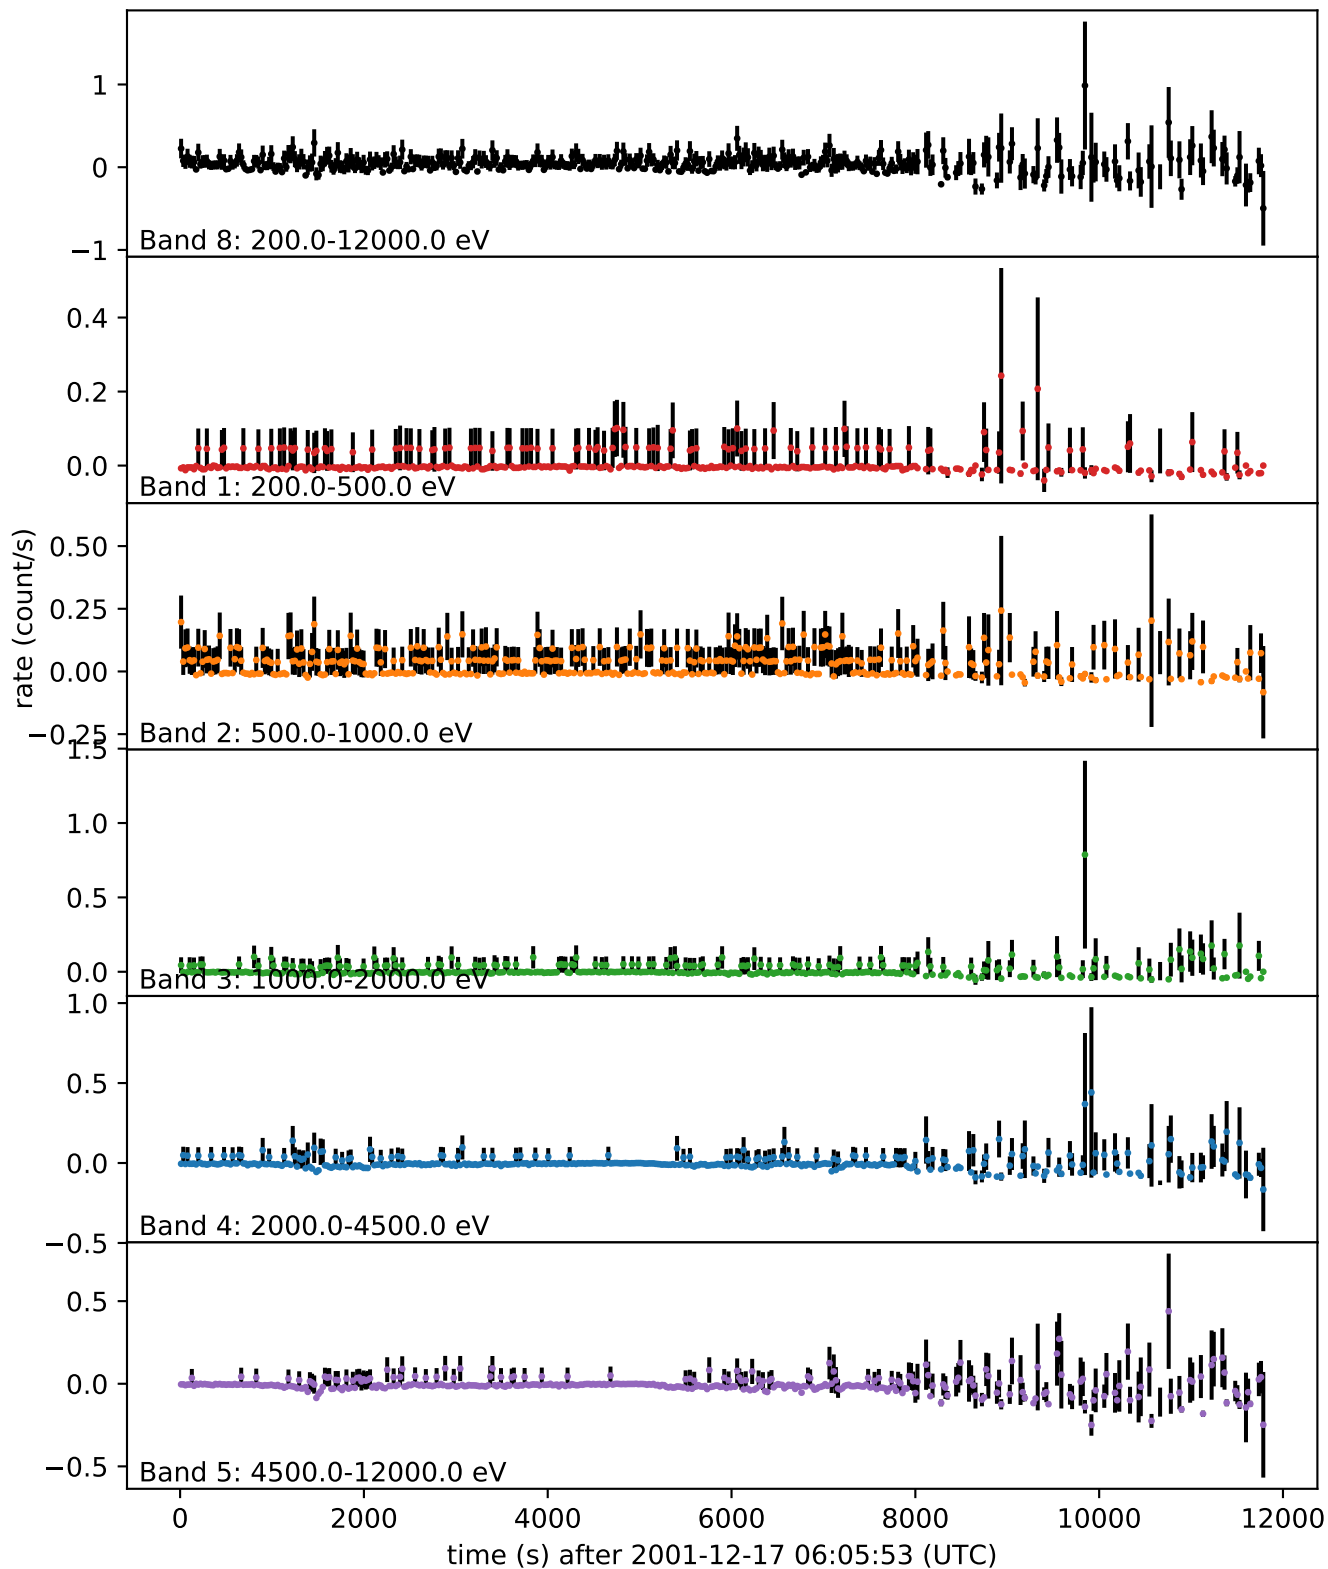 1
0
−1
Band 8: 200.0-12000.0 eV
0.4
0.2
0.0
Band 1: 200.0-500.0 eV
rate (count/s)
0.50
0.25
0.00
−0.25
Band 2: 500.0-1000.0 eV
1.5
1.0
0.5
0.0
Band 3: 1000.0-2000.0 eV
1.0
0.5
0.0
−0.5
Band 4: 2000.0-4500.0 eV
0.5
0.0
−0.5
Band 5: 4500.0-12000.0 eV
0 2000 4000 6000 8000 10000 12000
time (s) after 2001-12-17 06:05:53 (UTC)